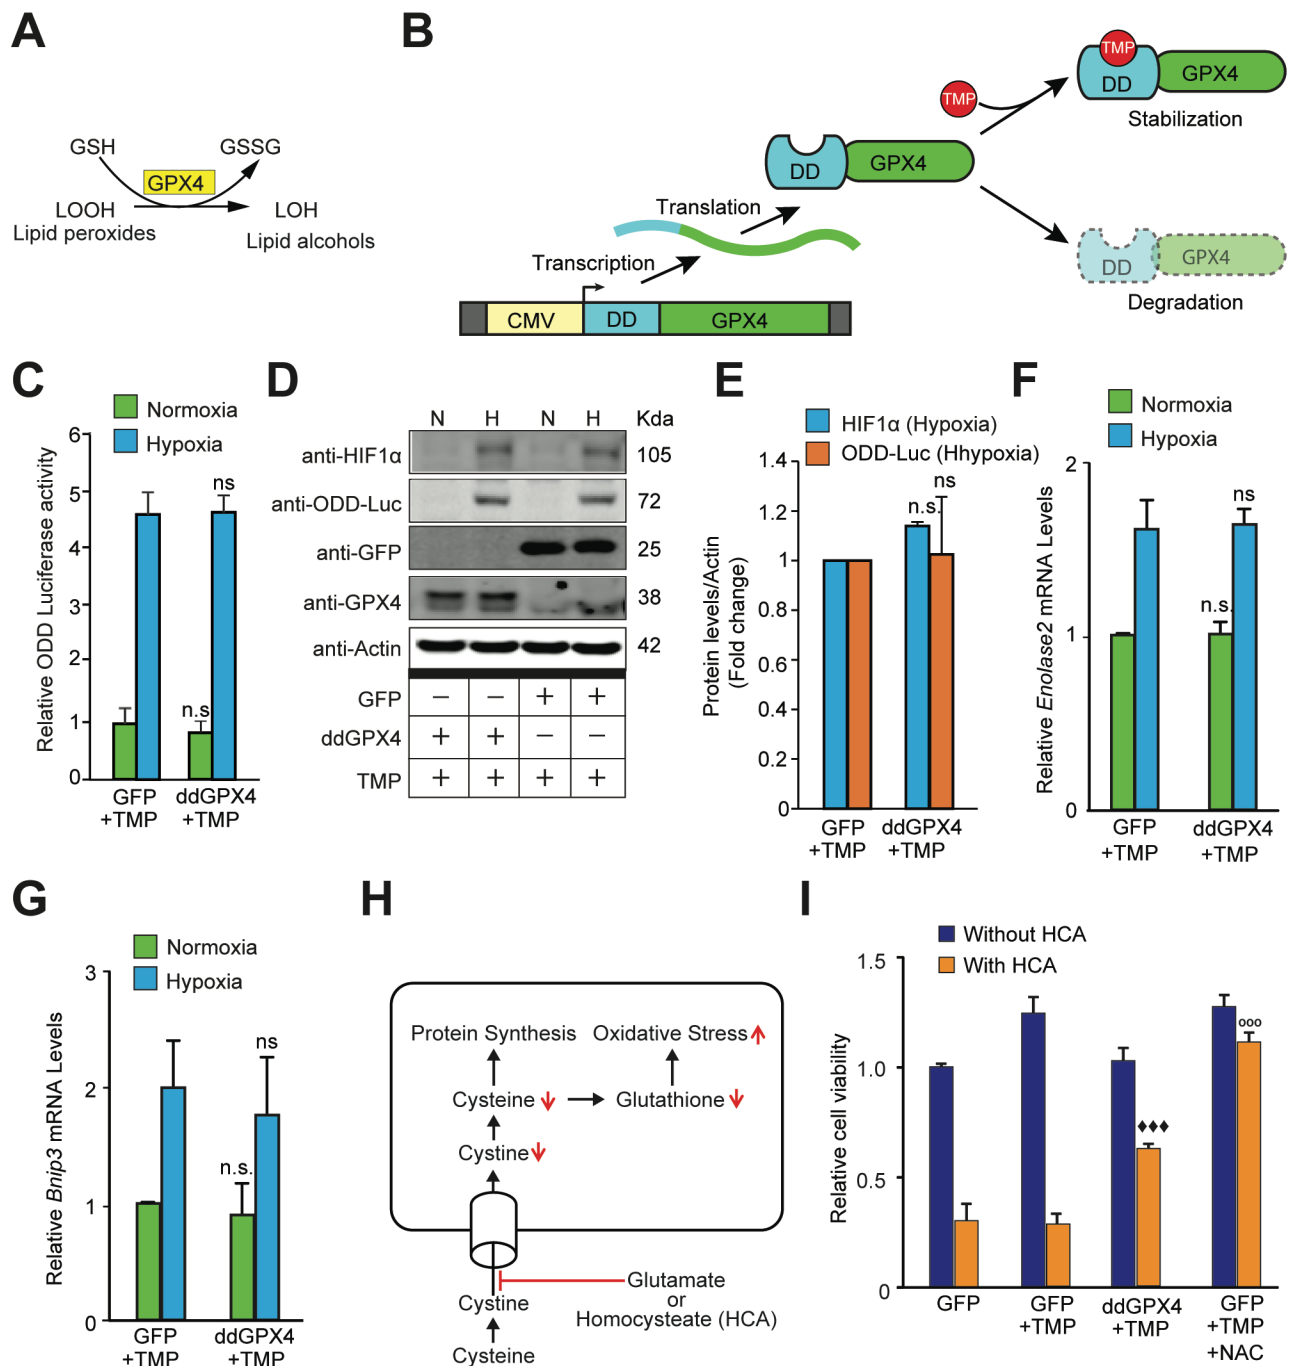 A
GSH
GSSG
GPX4
LOOH
LOH
Lipid peroxides
Lipid alcohols
B
TMP
DD
GPX4
Stabilization
TMP
DD
GPX4
Translation
Transcription
DD
GPX4
Degradation
CMV
DD
GPX4
C
Normoxia
Hypoxia
Relative ODD Luciferase activity
6
5
4
3
2
1
0
ns
n.s
GFP
+TMP
ddGPX4
+TMP
D
N H N H Kda
anti-HIF1α 105
anti-ODD-Luc 72
anti-GFP 25
anti-GPX4 38
anti-Actin 42
GFP − − + +
ddGPX4 + + − −
TMP + + + +
E
HIF1α (Hypoxia)
ODD-Luc (Hhypoxia)
Protein levels/Actin
(Fold change)
1.4
1.2
1
0.8
0.6
0.4
0.2
0
ns
n.s.
GFP
+TMP
ddGPX4
+TMP
F
Normoxia
Hypoxia
Relative Enolase2 mRNA Levels
2
1
0
ns
n.s.
GFP
+TMP
ddGPX4
+TMP
G
Normoxia
Hypoxia
Relative Bnip3 mRNA Levels
3
2
1
0
ns
n.s.
GFP
+TMP
ddGPX4
+TMP
H
Protein Synthesis
Oxidative Stress
Cysteine
Glutathione
Cystine
Glutamate
or
Homocysteate (HCA)
Cystine
Cysteine
I
Without HCA
With HCA
Relative cell viability
1.5
1.0
0.5
0
♦♦♦
ooo
GFP
GFP
+TMP
ddGPX4
+TMP
GFP
+TMP
+NAC